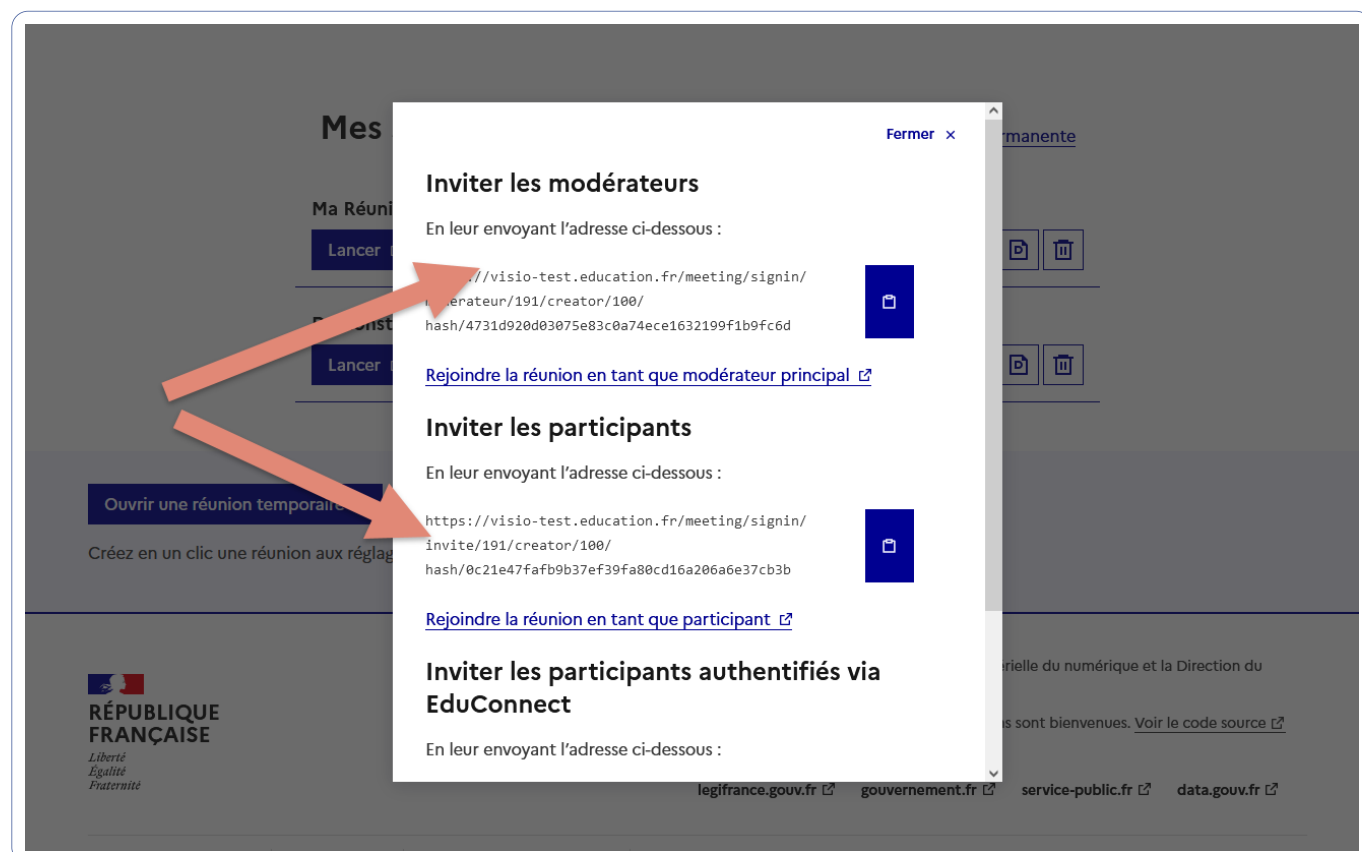 Mes
Fermer ×
rmanente
Inviter les modérateurs
Ma Réuni
En leur envoyant l'adresse ci-dessous :
Lancer
://visio-test.education.fr/meeting/signin/
erateur/191/creator/100/
hash/4731d920d03075e83c0a74ece1632199f1b9fc6d
Lancer
Rejoindre la réunion en tant que modérateur principal
Inviter les participants
En leur envoyant l'adresse ci-dessous :
Ouvrir une réunion temporaire
https://visio-test.education.fr/meeting/signin/
invite/191/creator/100/
hash/0c21e47fafb9b37ef39fa80cd16a206a6e37cb3b
Créez en un clic une réunion aux réglag
Rejoindre la réunion en tant que participant
Inviter les participants authentifiés via
EduConnect
En leur envoyant l'adresse ci-dessous :
RÉPUBLIQUE
FRANÇAISE
Liberté
Égalité
Fraternité
érielle du numérique et la Direction du
s sont bienvenues. Voir le code source
legifrance.gouv.fr gouvernement.fr service-public.fr data.gouv.fr